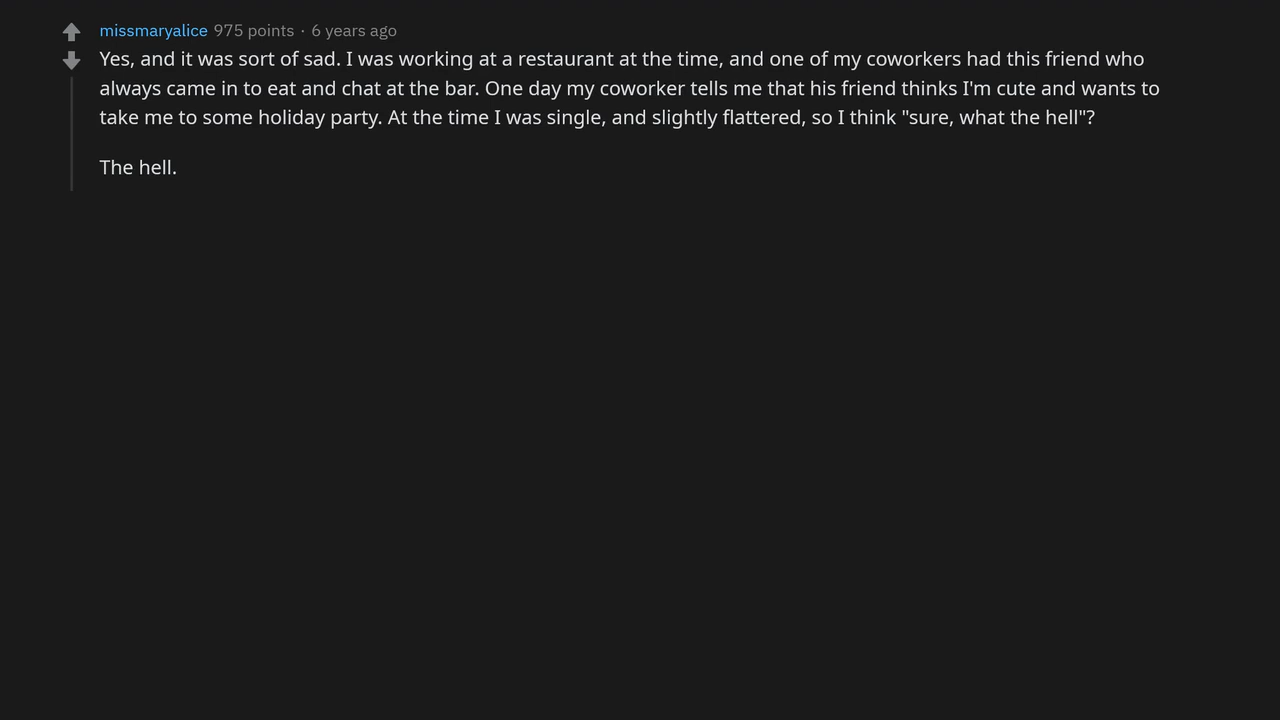 missmaryalice 975 points · 6 years ago
Yes, and it was sort of sad. I was working at a restaurant at the time, and one of my coworkers had this friend who
always came in to eat and chat at the bar. One day my coworker tells me that his friend thinks I'm cute and wants to
take me to some holiday party. At the time I was single, and slightly flattered, so I think "sure, what the hell"?
The hell.